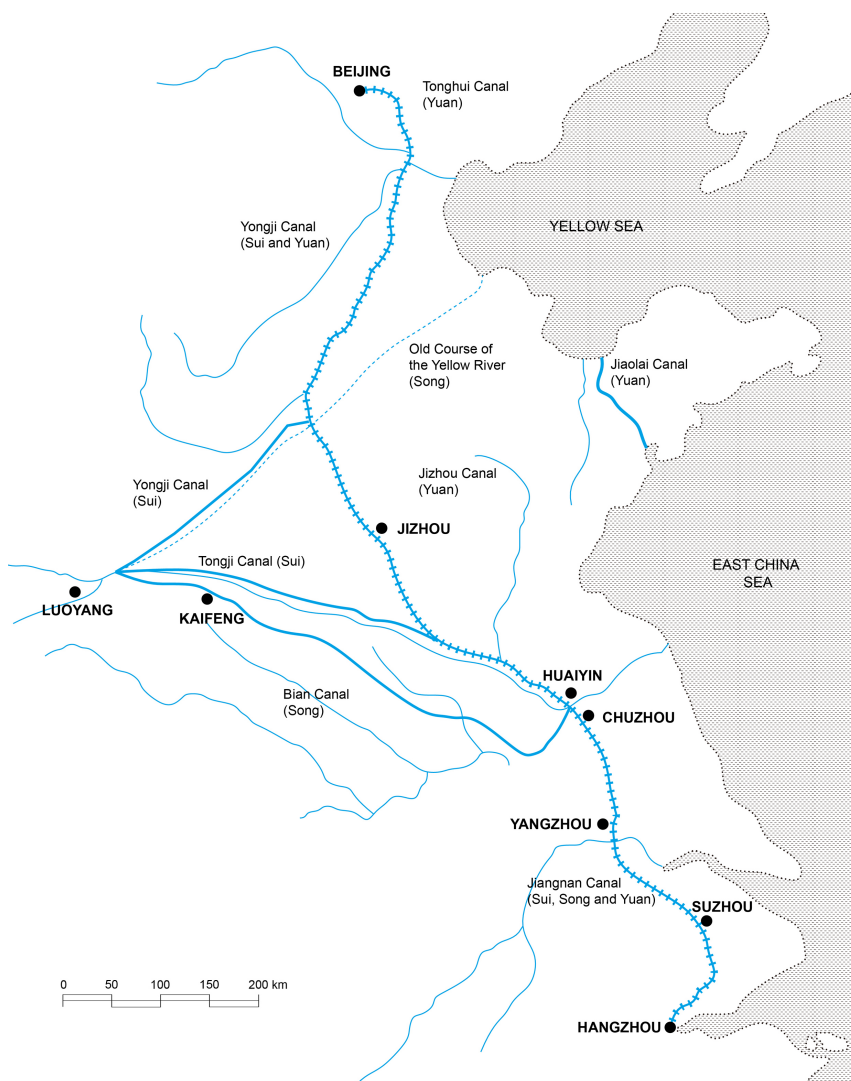 BEIJING
Tonghui Canal
(Yuan)
YELLOW SEA
Yongji Canal
(Sui and Yuan)
Old Course of
the Yellow River
(Song)
Jiaolai Canal
(Yuan)
Yongji Canal
(Sui)
Jizhou Canal
(Yuan)
JIZHOU
Tongji Canal (Sui)
EAST CHINA
SEA
LUOYANG
KAIFENG
HUAIYIN
Bian Canal
(Song)
CHUZHOU
YANGZHOU
Jiangnan Canal
(Sui, Song and Yuan)
SUZHOU
0 50 100 150 200 km
HANGZHOU